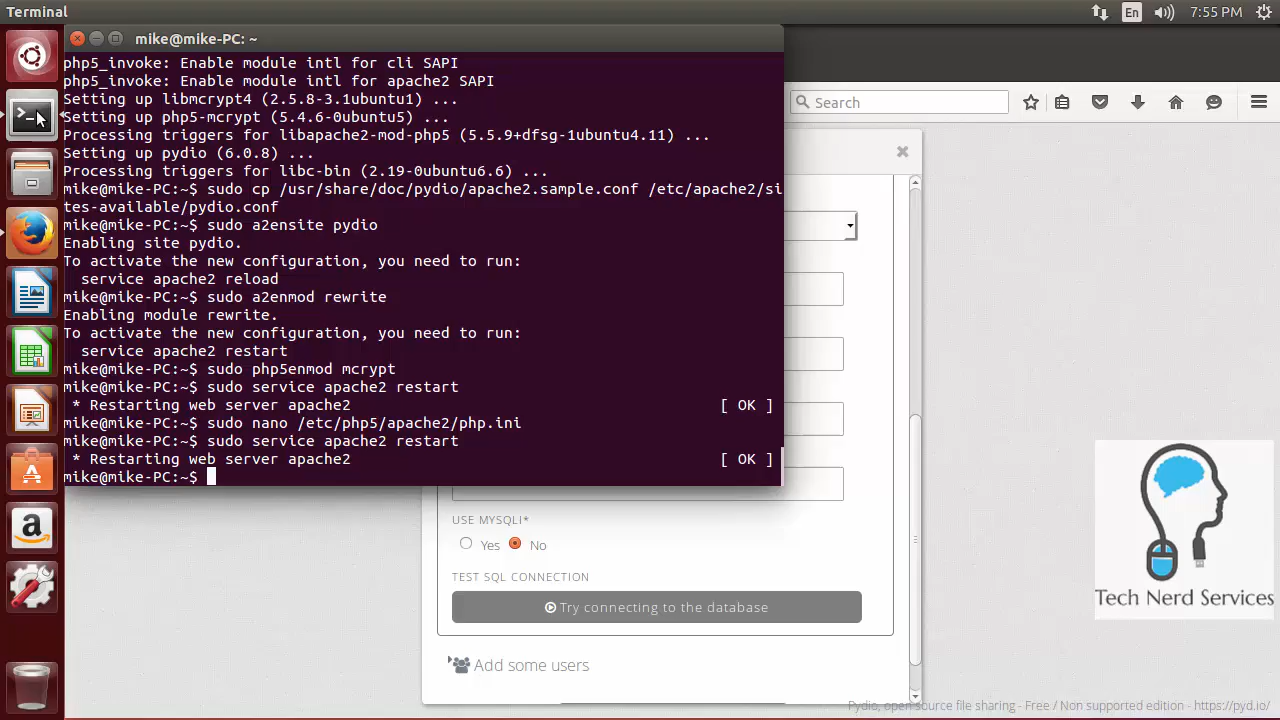 Terminal
En
7:55 PM
mike@mike-PC: ~
php5_invoke: Enable module intl for cli SAPI
php5_invoke: Enable module intl for apache2 SAPI
Setting up libmcrypt4 (2.5.8-3.1ubuntu1) ...
Setting up php5-mcrypt (5.4.6-0ubuntu5) ...
Processing triggers for libapache2-mod-php5 (5.5.9+dfsg-1ubuntu4.11) ...
Setting up pydio (6.0.8) ...
Processing triggers for libc-bin (2.19-0ubuntu6.6) ...
mike@mike-PC:~$ sudo cp /usr/share/doc/pydio/apache2.sample.conf /etc/apache2/si
tes-available/pydio.conf
mike@mike-PC:~$ sudo a2ensite pydio
Enabling site pydio.
To activate the new configuration, you need to run:
  service apache2 reload
mike@mike-PC:~$ sudo a2enmod rewrite
Enabling module rewrite.
To activate the new configuration, you need to run:
  service apache2 restart
mike@mike-PC:~$ sudo php5enmod mcrypt
mike@mike-PC:~$ sudo service apache2 restart
 * Restarting web server apache2 [ OK ]
mike@mike-PC:~$ sudo nano /etc/php5/apache2/php.ini
mike@mike-PC:~$ sudo service apache2 restart
 * Restarting web server apache2 [ OK ]
mike@mike-PC:~$
Search
USE MYSQLI*
Yes No
TEST SQL CONNECTION
Try connecting to the database
Add some users
Tech Nerd Services
Pydio, open source file sharing - Free / Non supported edition - https://pyd.io/